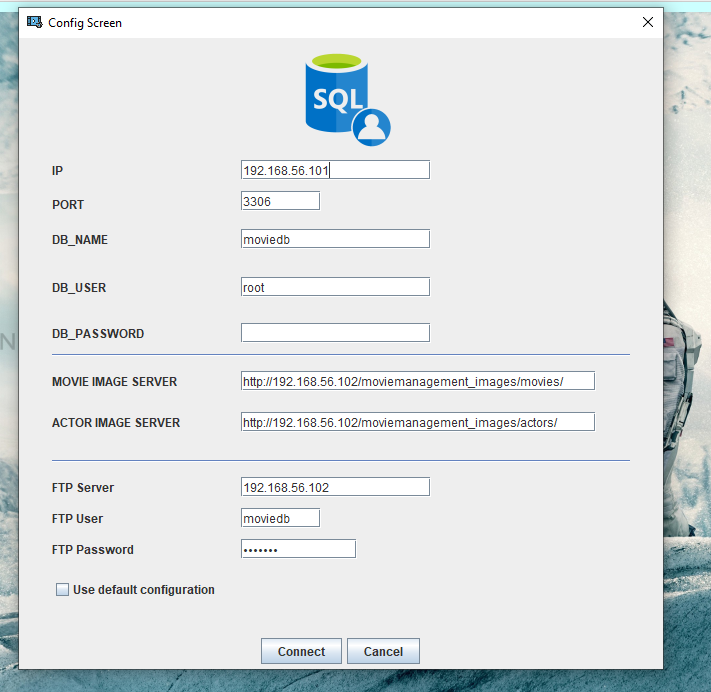 Config Screen
SQL
IP 192.168.56.101
PORT 3306
DB_NAME moviedb
DB_USER root
DB_PASSWORD
N
MOVIE IMAGE SERVER http://192.168.56.102/moviemanagement_images/movies/
ACTOR IMAGE SERVER http://192.168.56.102/moviemanagement_images/actors/
FTP Server 192.168.56.102
FTP User moviedb
FTP Password •••••••
Use default configuration
Connect Cancel